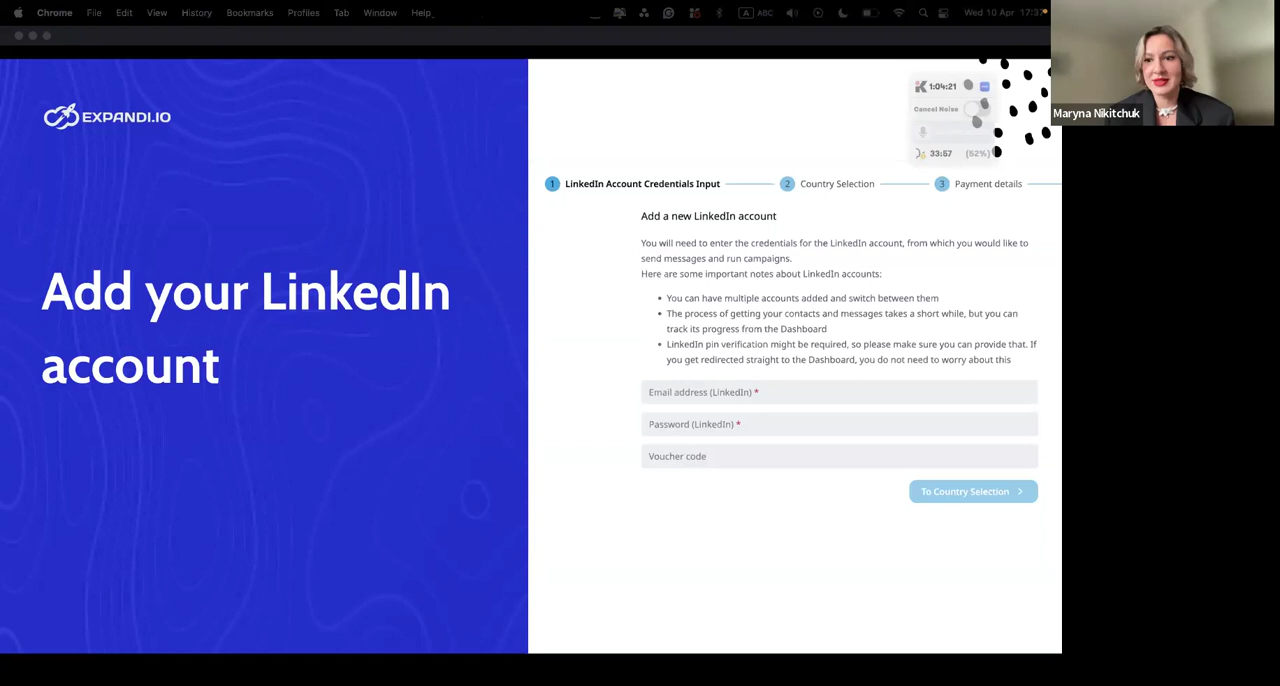 Chrome File Edit View History Bookmarks Profiles Tab Window Help
A ABC Wed 10 Apr 17:37
EXPANDI.IO
1:04:21
Cancel Noise
33:57 (52%)
Maryna Nikitchuk
1 LinkedIn Account Credentials Input 2 Country Selection 3 Payment details
Add your LinkedIn
account
Add a new LinkedIn account
You will need to enter the credentials for the LinkedIn account, from which you would like to
send messages and run campaigns.
Here are some important notes about LinkedIn accounts:
• You can have multiple accounts added and switch between them
• The process of getting your contacts and messages takes a short while, but you can
track its progress from the Dashboard
• LinkedIn pin verification might be required, so please make sure you can provide that. If
you get redirected straight to the Dashboard, you do not need to worry about this
Email address (LinkedIn) *
Password (LinkedIn) *
Voucher code
To Country Selection